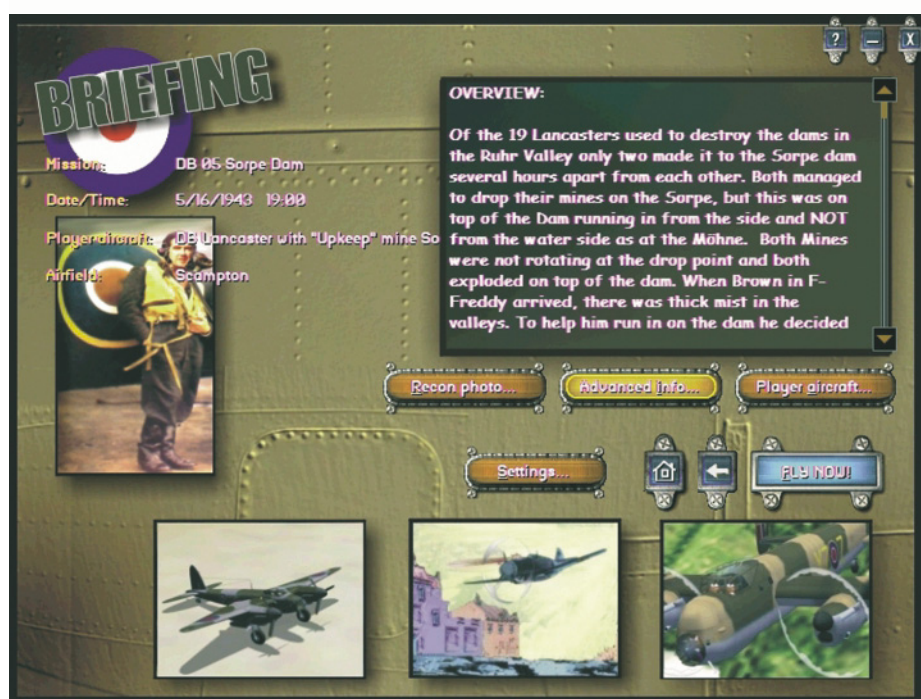 BRIEFING
Mission: DB 05 Sorpe Dam
Date/Time: 5/16/1943 19:00
Player aircraft: DB Lancaster with "Upkeep" mine So
Airfield: Scampton
OVERVIEW:
Of the 19 Lancasters used to destroy the dams in
the Ruhr Valley only two made it to the Sorpe dam
several hours apart from each other. Both managed
to drop their mines on the Sorpe, but this was on
top of the Dam running in from the side and NOT
from the water side as at the Möhne. Both Mines
were not rotating at the drop point and both
exploded on top of the dam. When Brown in F-
Freddy arrived, there was thick mist in the
valleys. To help him run in on the dam he decided
Recon photo...
Advanced info...
Player aircraft...
Settings...
FLY NOW!
? – X